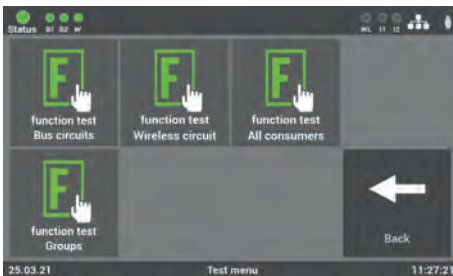 Status B1 B2 W WL I1 I2
F F F
function test function test function test
Bus circuits Wireless circuit All consumers
F
function test
Groups Back
25.03.21 Test menu 11:27:21